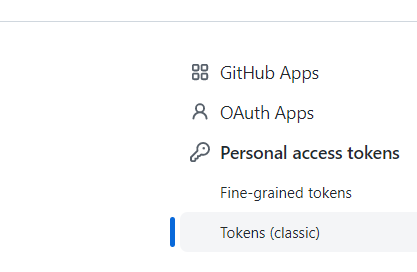 GitHub Apps
OAuth Apps
Personal access tokens
Fine-grained tokens
Tokens (classic)